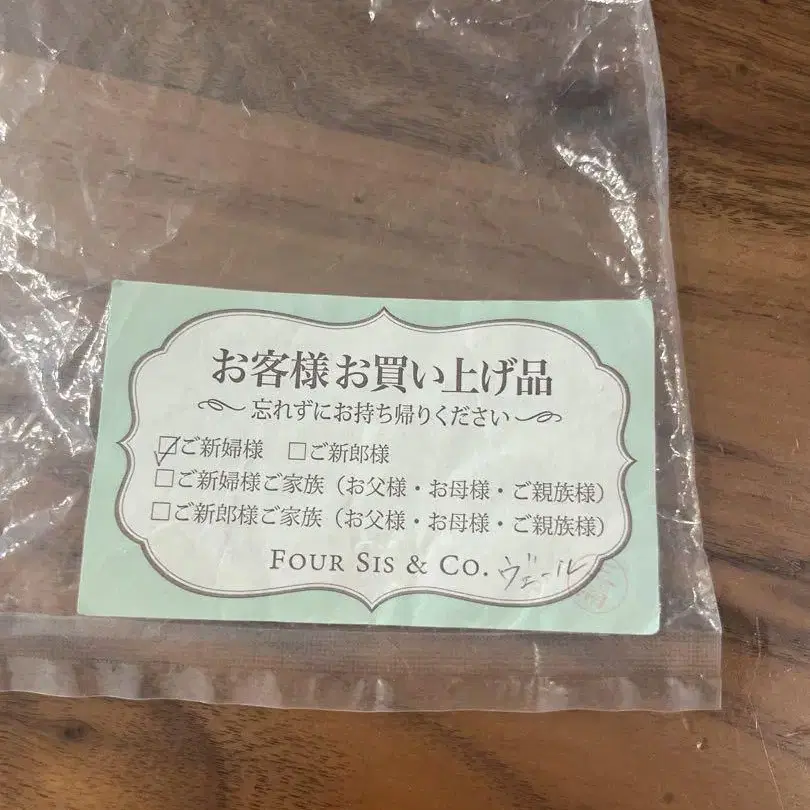 お客様お買い上げ品
忘れずにお持ち帰りください
☑ご新婦様 □ご新郎様
□ご新婦様ご家族（お父様・お母様・ご親族様）
□ご新郎様ご家族（お父様・お母様・ご親族様）
FOUR SIS & CO. ヴェール